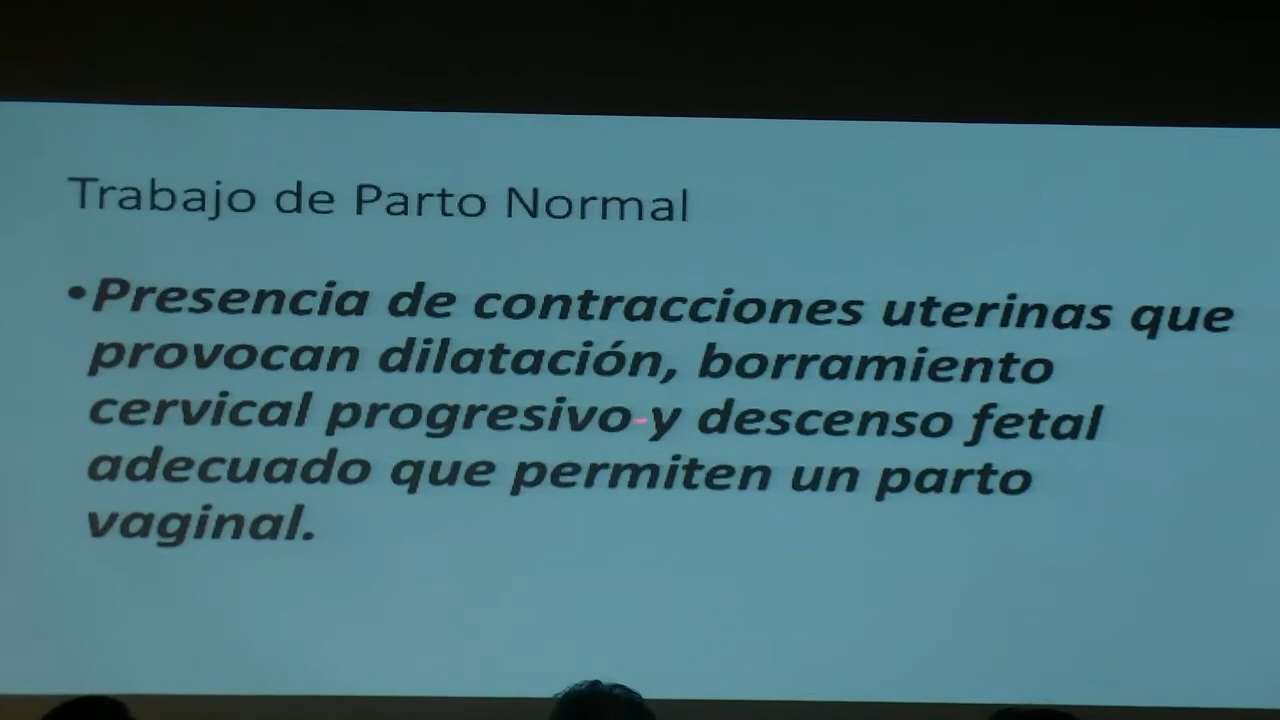 Trabajo de Parto Normal
•Presencia de contracciones uterinas que
provocan dilatación, borramiento
cervical progresivo y descenso fetal
adecuado que permiten un parto
vaginal.